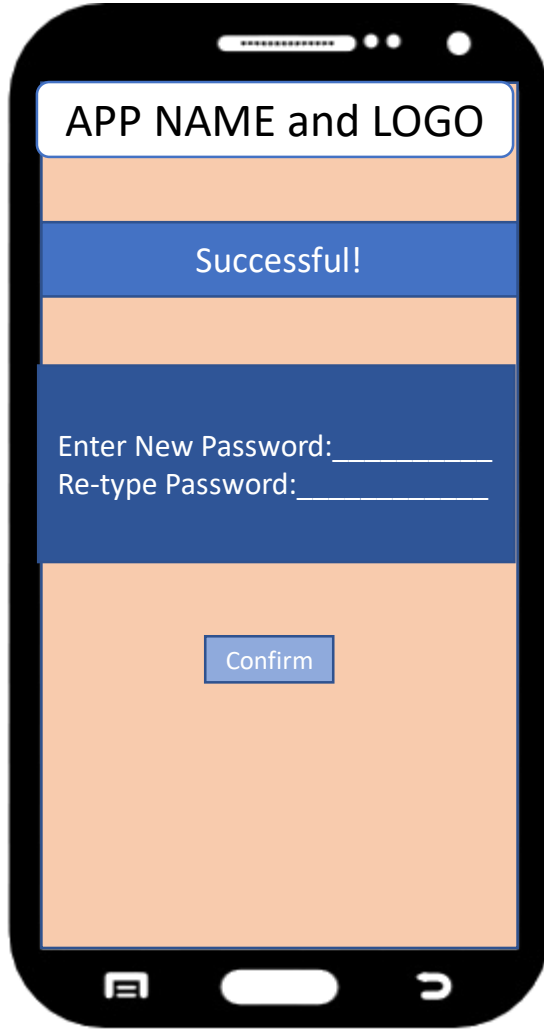 APP NAME and LOGO
Successful!
Enter New Password:__________
Re-type Password:____________
Confirm